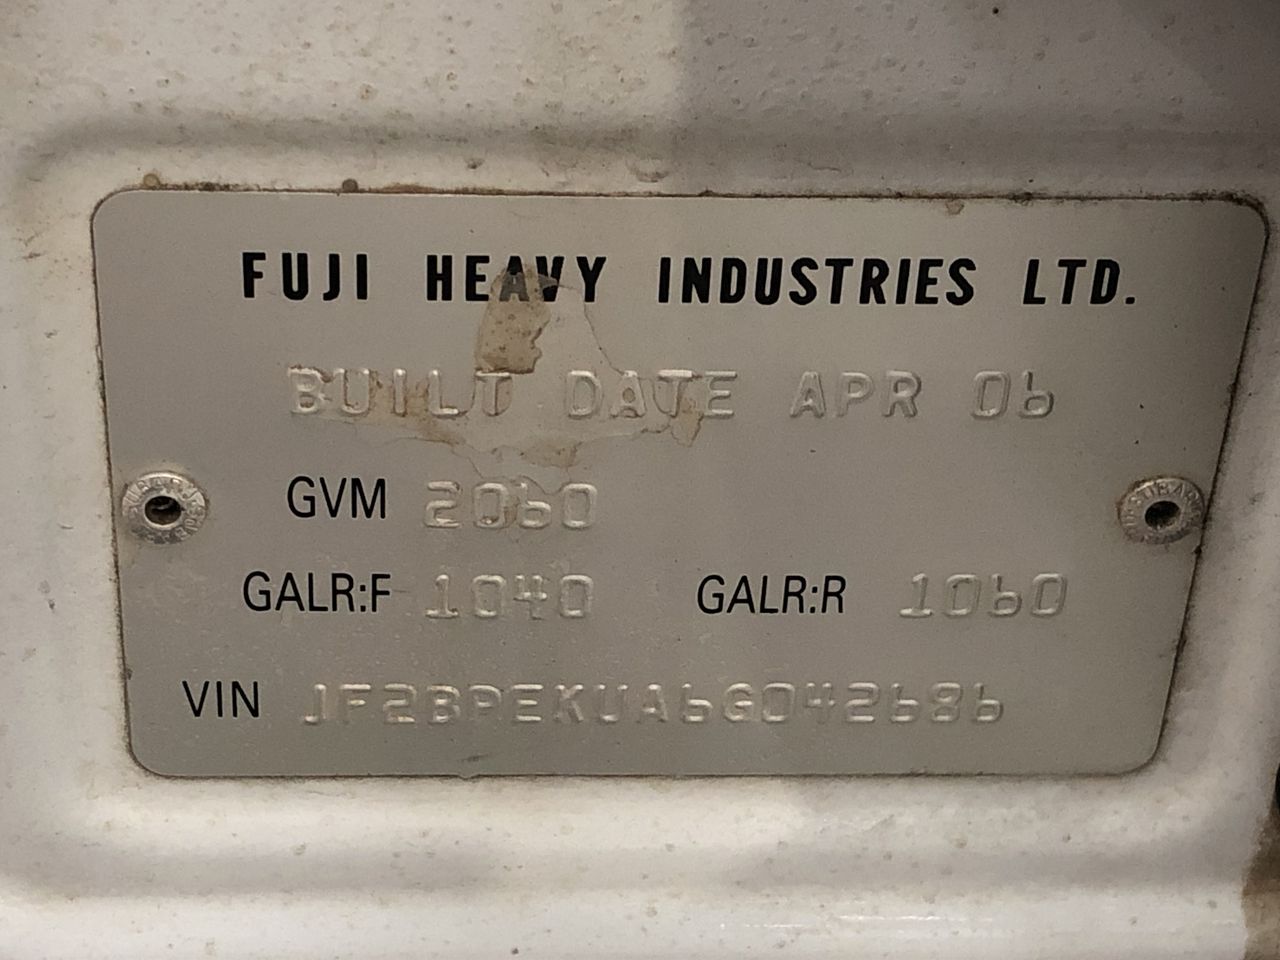 FUJI HEAVY INDUSTRIES LTD.
BUILT DATE APR 06
GVM 2060
GALR:F 1040 GALR:R 1060
VIN JF2BPEKUA6G042686